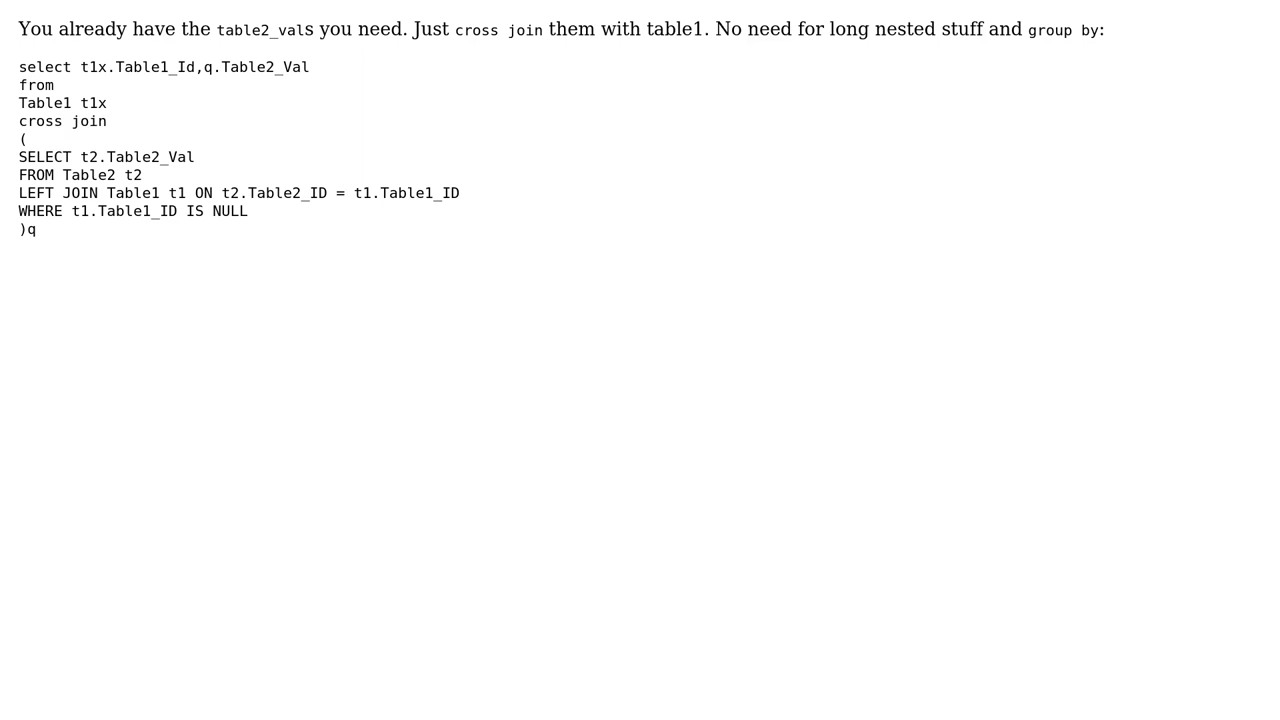 You already have the table2_vals you need. Just cross join them with table1. No need for long nested stuff and group by:
select t1x.Table1_Id,q.Table2_Val
from
Table1 t1x
cross join
(
SELECT t2.Table2_Val
FROM Table2 t2
LEFT JOIN Table1 t1 ON t2.Table2_ID = t1.Table1_ID
WHERE t1.Table1_ID IS NULL
)q